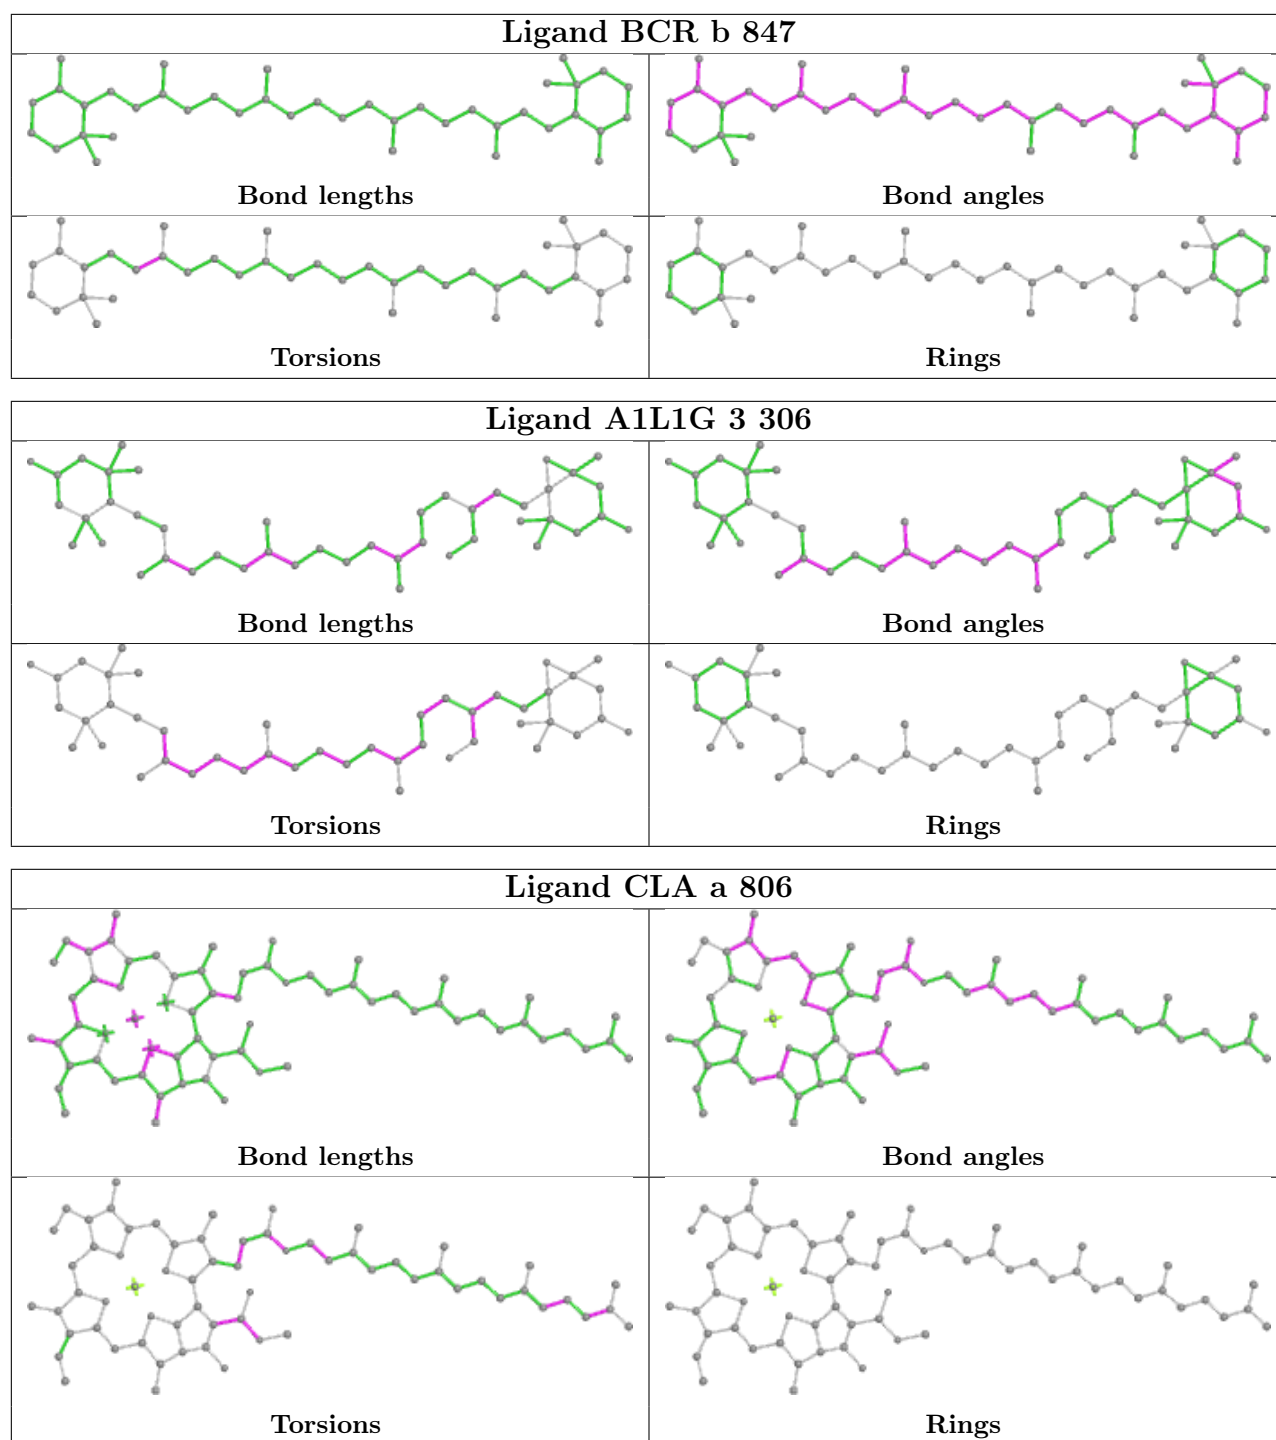 Ligand BCR b 847
Bond lengths
Bond angles
Torsions
Rings
Ligand A1L1G 3 306
Bond lengths
Bond angles
Torsions
Rings
Ligand CLA a 806
Bond lengths
Bond angles
Torsions
Rings